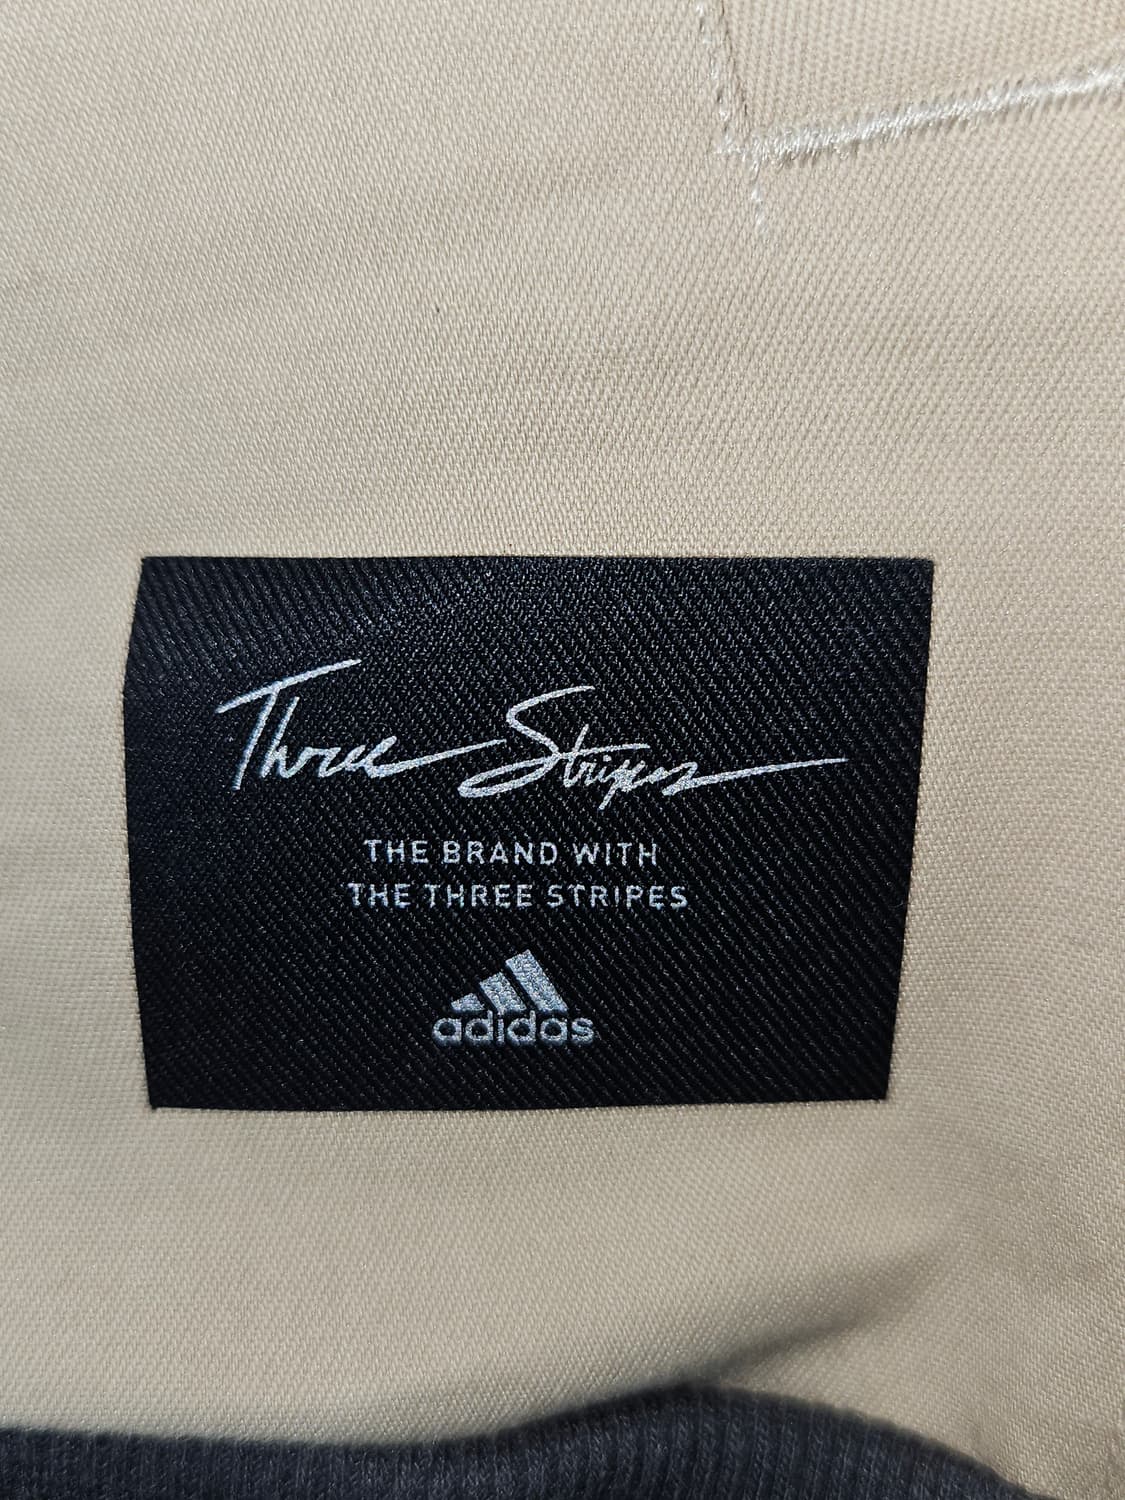 Three Stripes
THE BRAND WITH
THE THREE STRIPES
adidas